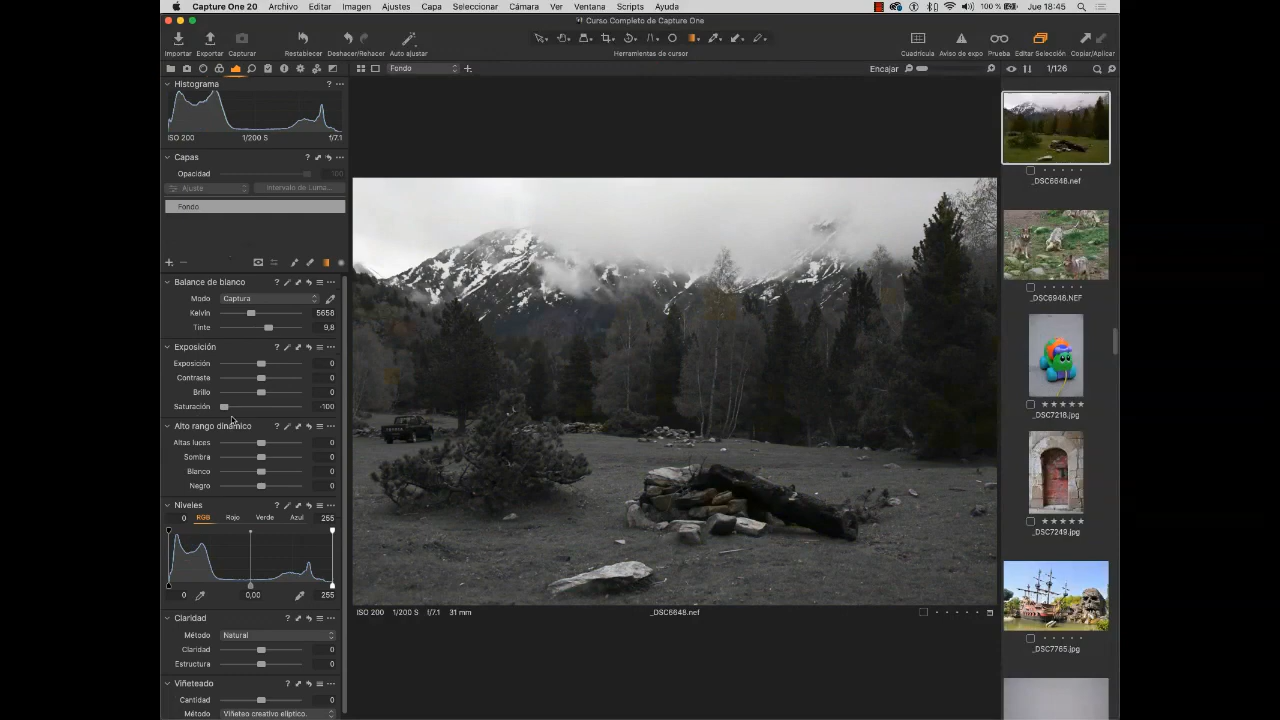 Capture One 20 Archivo Editar Imagen Ajustes Capa Seleccionar Cámara Ver Ventana Scripts Ayuda 100 % Jue 18:45
Curso Completo de Capture One
Importar Exportar Capturar Restablecer Deshacer/Rehacer Auto ajustar Herramientas de cursor Cuadrícula Aviso de expo Prueba Editar Selección Copiar/Aplicar
Fondo Encajar 1/126
Histograma
ISO 200 1/200 S f/7.1
Capas
Opacidad 100
Ajuste Intervalo de Luma...
Fondo
Balance de blanco
Modo Captura
Kelvin 5658
Tinte 9,8
Exposición
Exposición 0
Contraste 0
Brillo 0
Saturación -100
Alto rango dinámico
Altas luces 0
Sombra 0
Blanco 0
Negro 0
Niveles
0 RGB Rojo Verde Azul 255
0 0,00 255
Claridad
Método Natural
Claridad 0
Estructura 0
Viñeteado
Cantidad 0
Método Viñeteo creativo elíptico.
ISO 200 1/200 S f/7.1 31 mm _DSC6648.nef
_DSC6648.nef
_DSC6948.NEF
_DSC7218.jpg
_DSC7249.jpg
_DSC7765.jpg